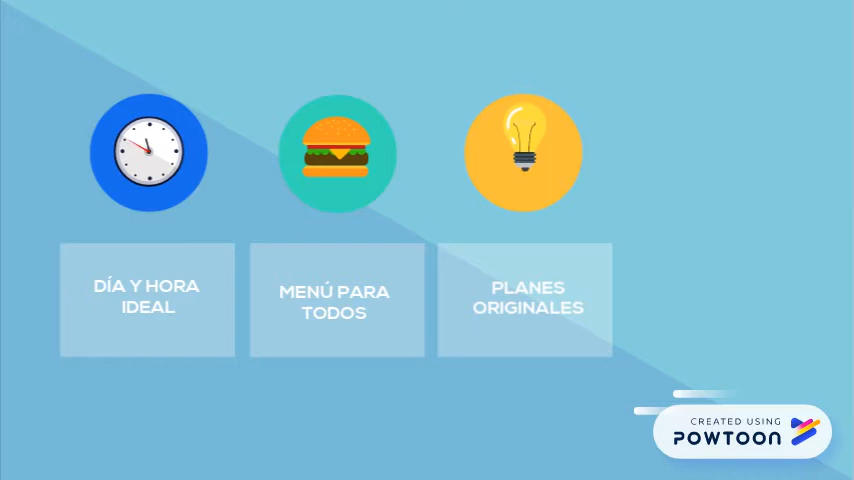 DÍA Y HORA
IDEAL
MENÚ PARA
TODOS
PLANES
ORIGINALES
CREATED USING
POWTOON